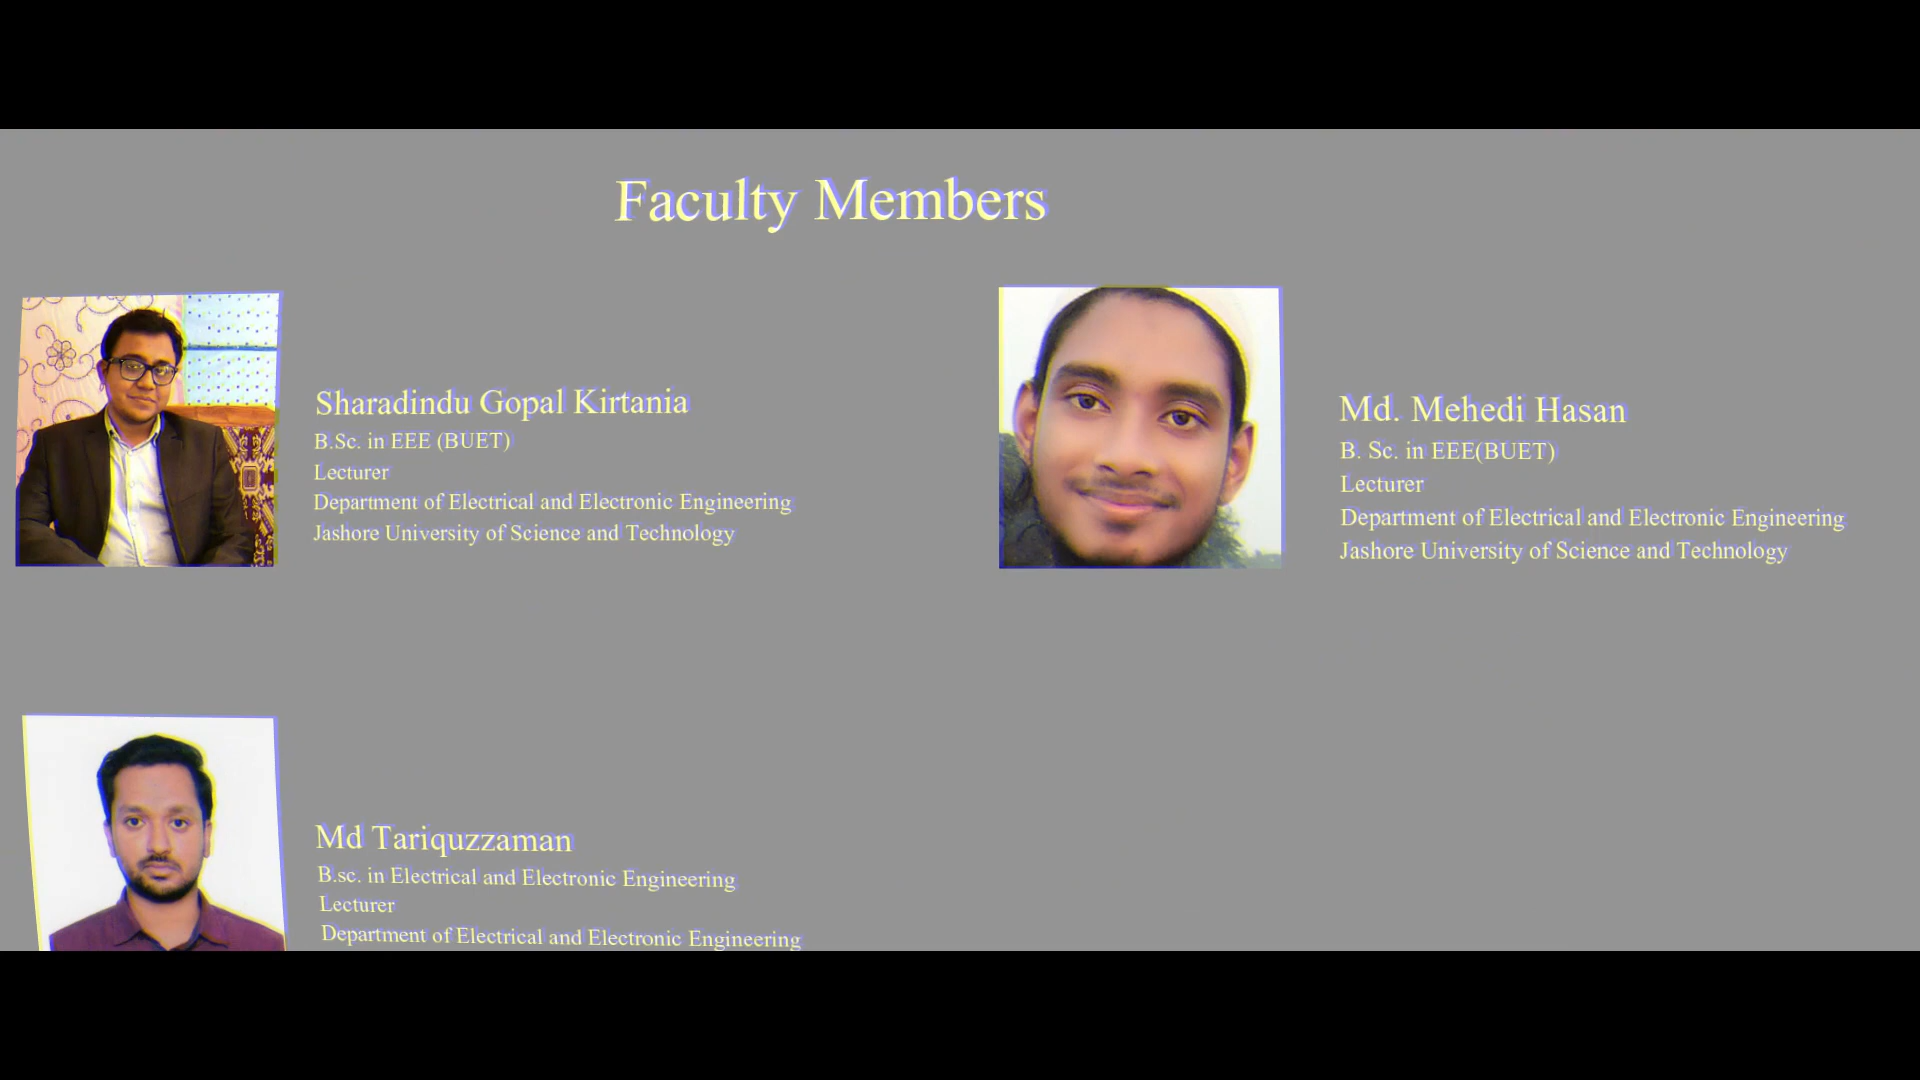 Faculty Members
Sharadindu Gopal Kirtania
B.Sc. in EEE (BUET)
Lecturer
Department of Electrical and Electronic Engineering
Jashore University of Science and Technology
Md. Mehedi Hasan
B. Sc. in EEE(BUET)
Lecturer
Department of Electrical and Electronic Engineering
Jashore University of Science and Technology
Md Tariquzzaman
B.sc. in Electrical and Electronic Engineering
Lecturer
Department of Electrical and Electronic Engineering